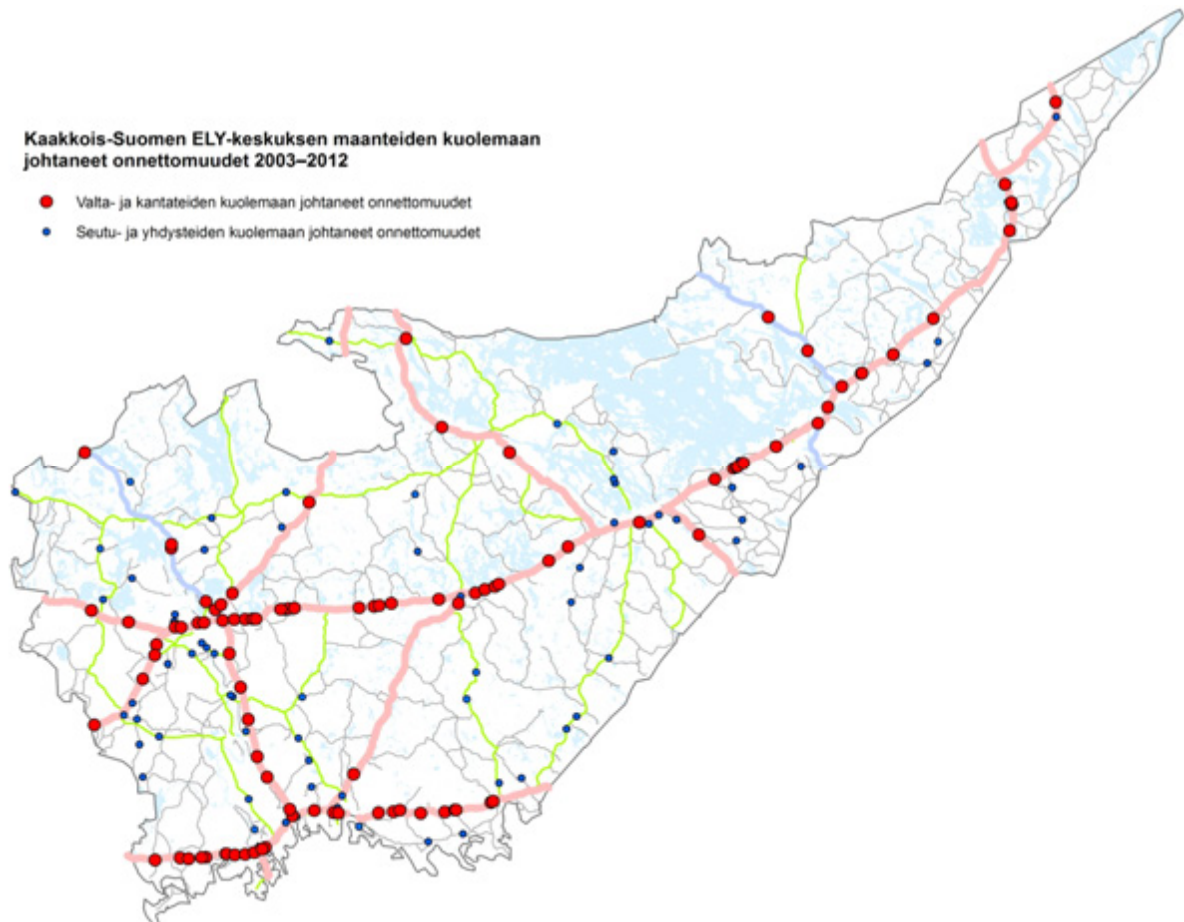 Kaakkois-Suomen ELY-keskuksen maanteiden kuolemaan
johtaneet onnettomuudet 2003–2012
Valta- ja kantateiden kuolemaan johtaneet onnettomuudet
Seutu- ja yhdysteiden kuolemaan johtaneet onnettomuudet